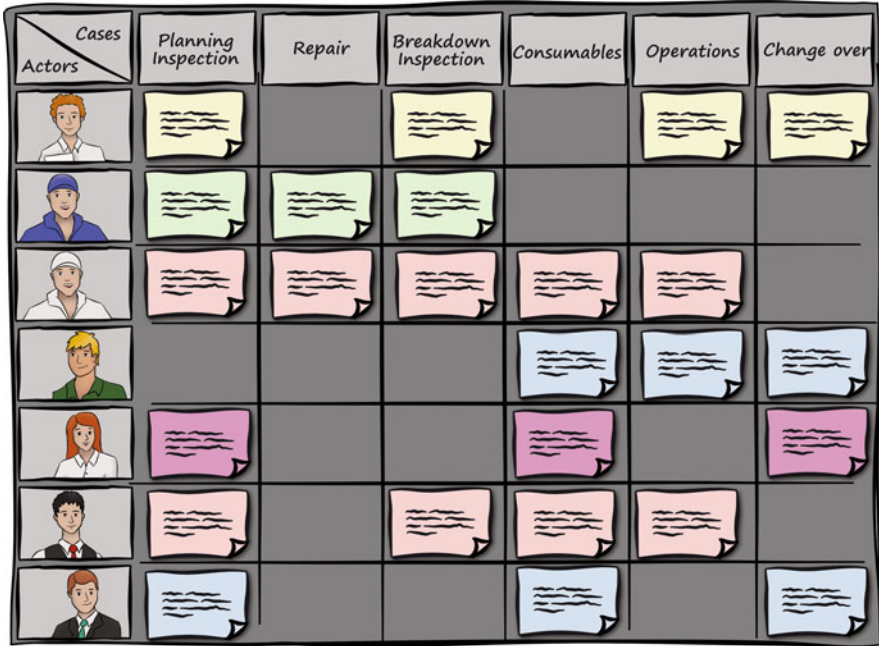 Cases
Actors
Planning
Inspection
Repair
Breakdown
Inspection
Consumables
Operations
Change over